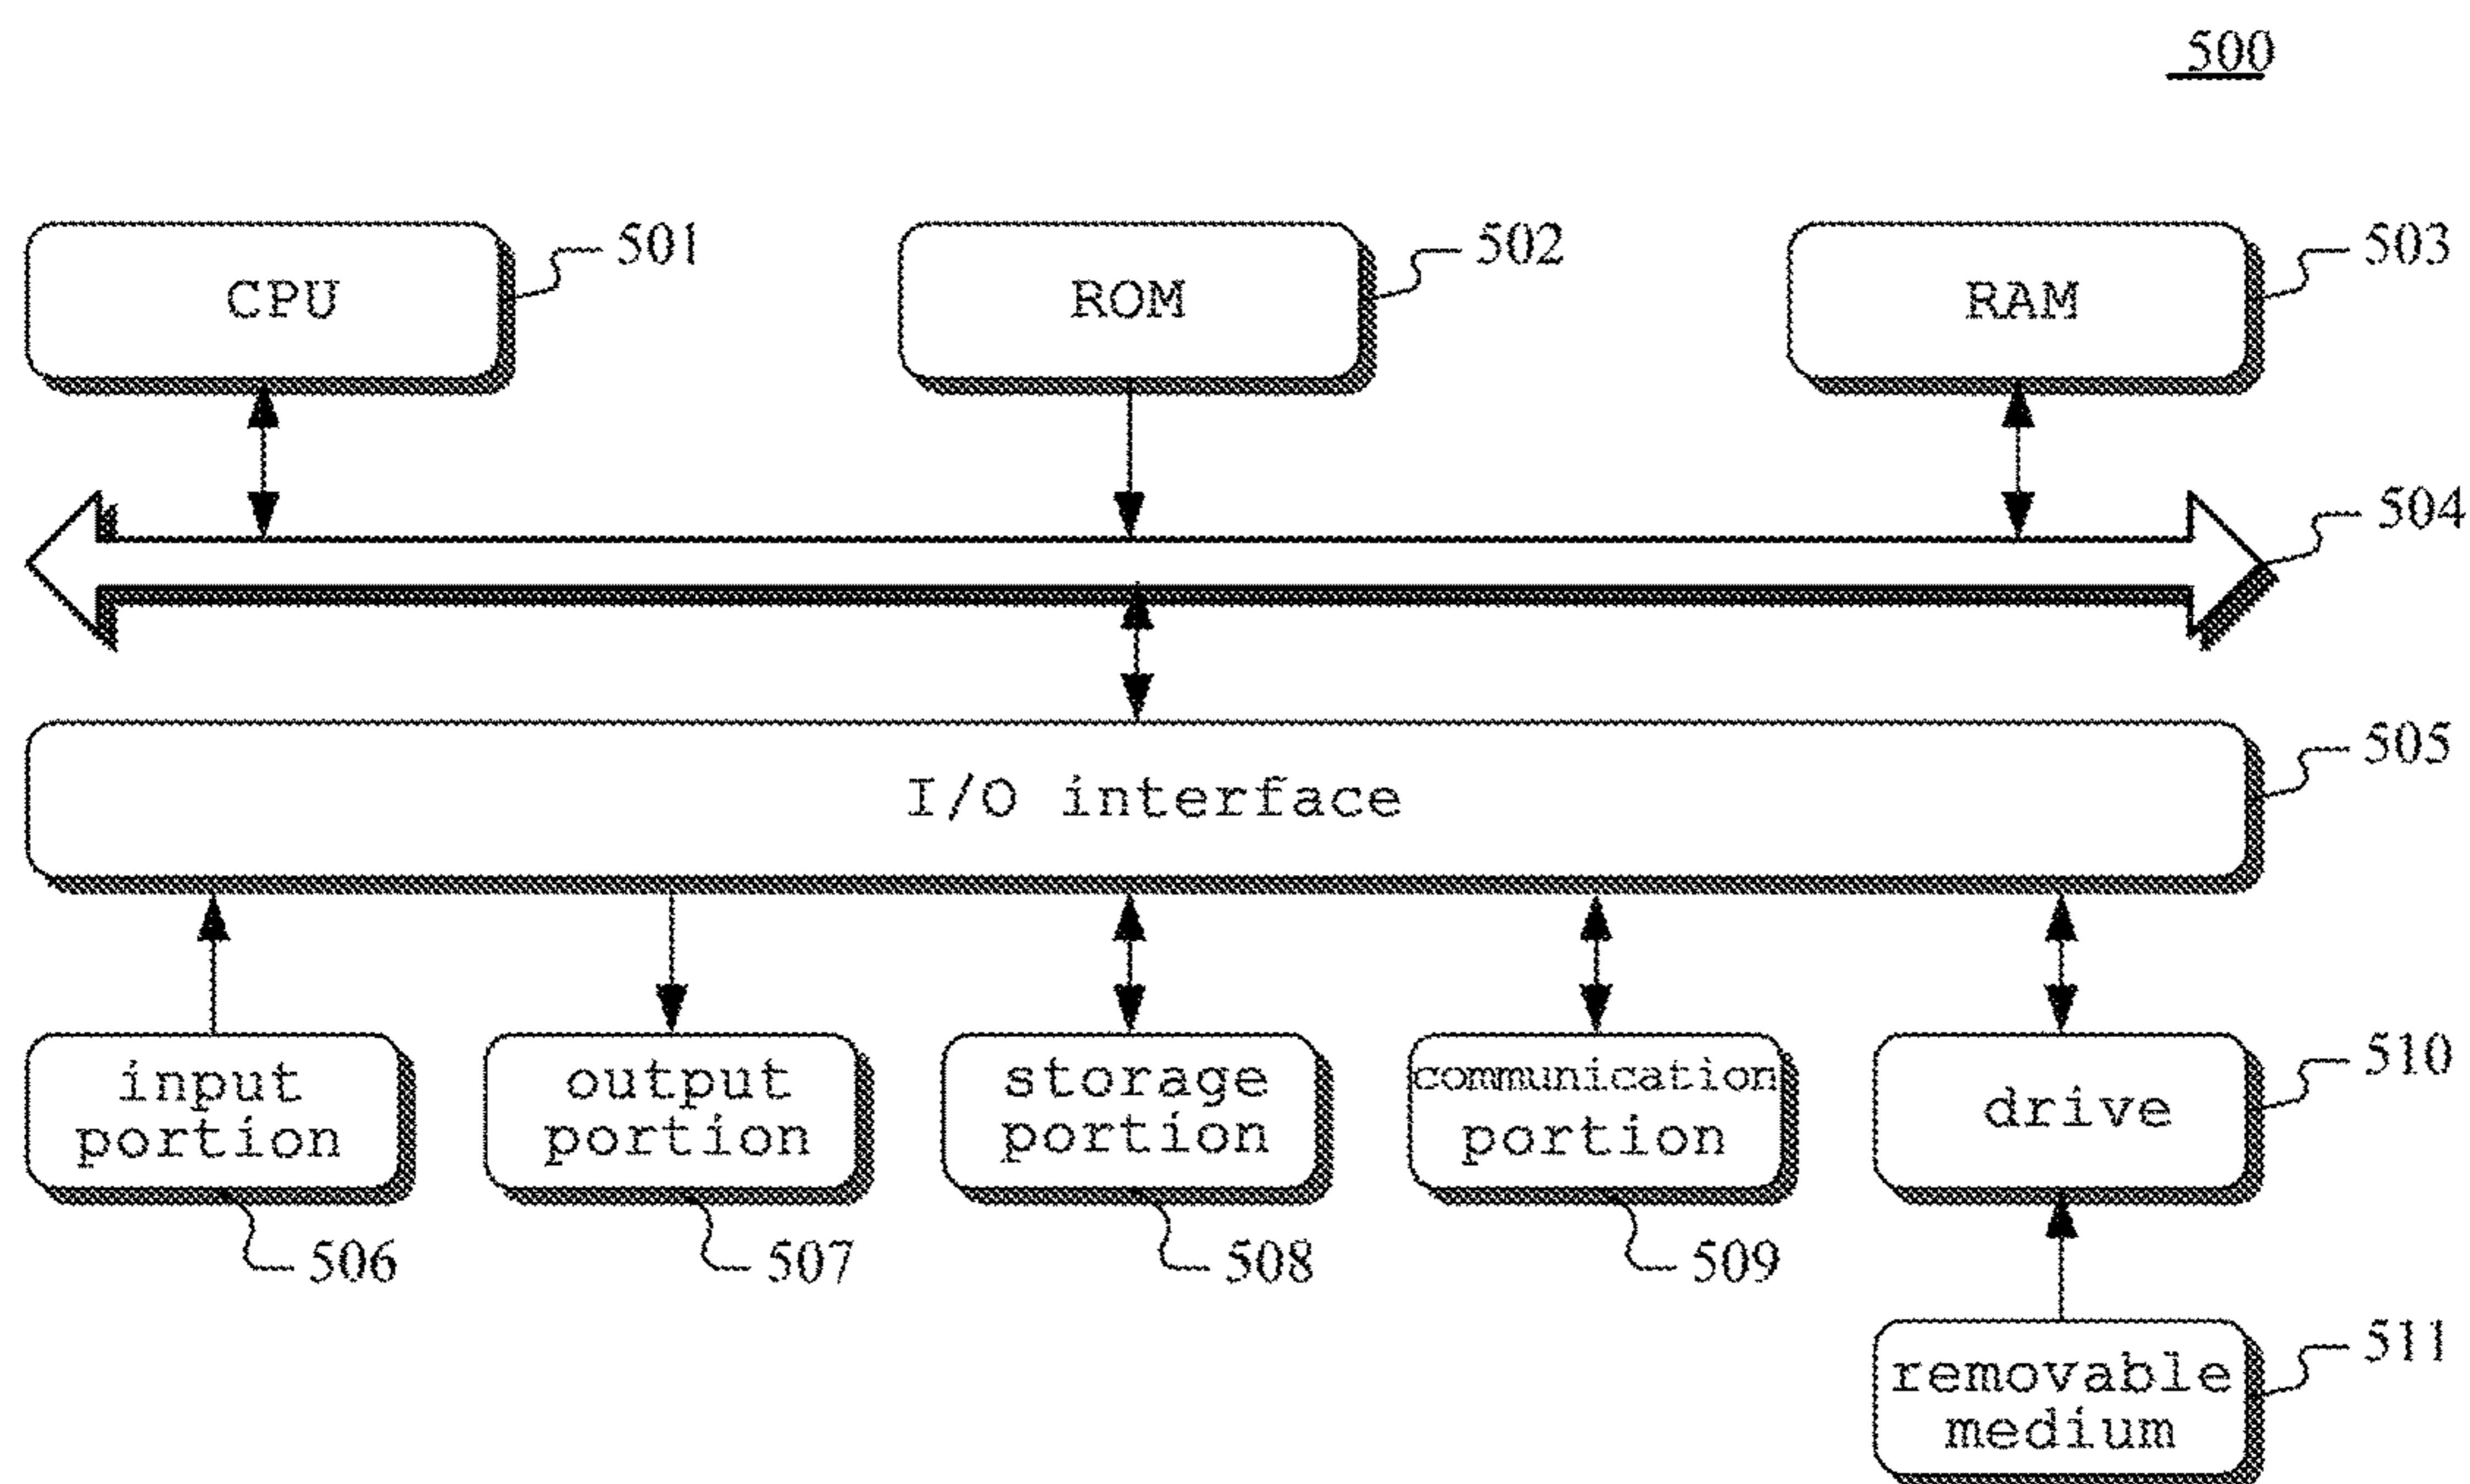 500
CPU
501
ROM
502
RAM
503
504
I/O interface
505
input
portion
506
output
portion
507
storage
portion
508
communication
portion
509
drive
510
removable
medium
511